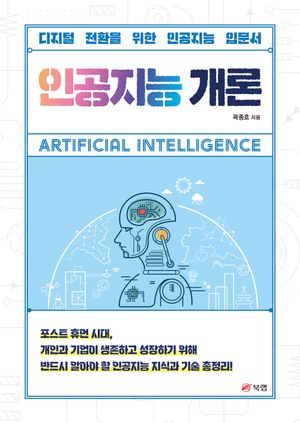 디지털 전환을 위한 인공지능 입문서
인공지능 개론
곽종호 지음
ARTIFICIAL INTELLIGENCE
포스트 휴먼 시대,
개인과 기업이 생존하고 성장하기 위해
반드시 알아야 할 인공지능 지식과 기술 총정리!
북랩